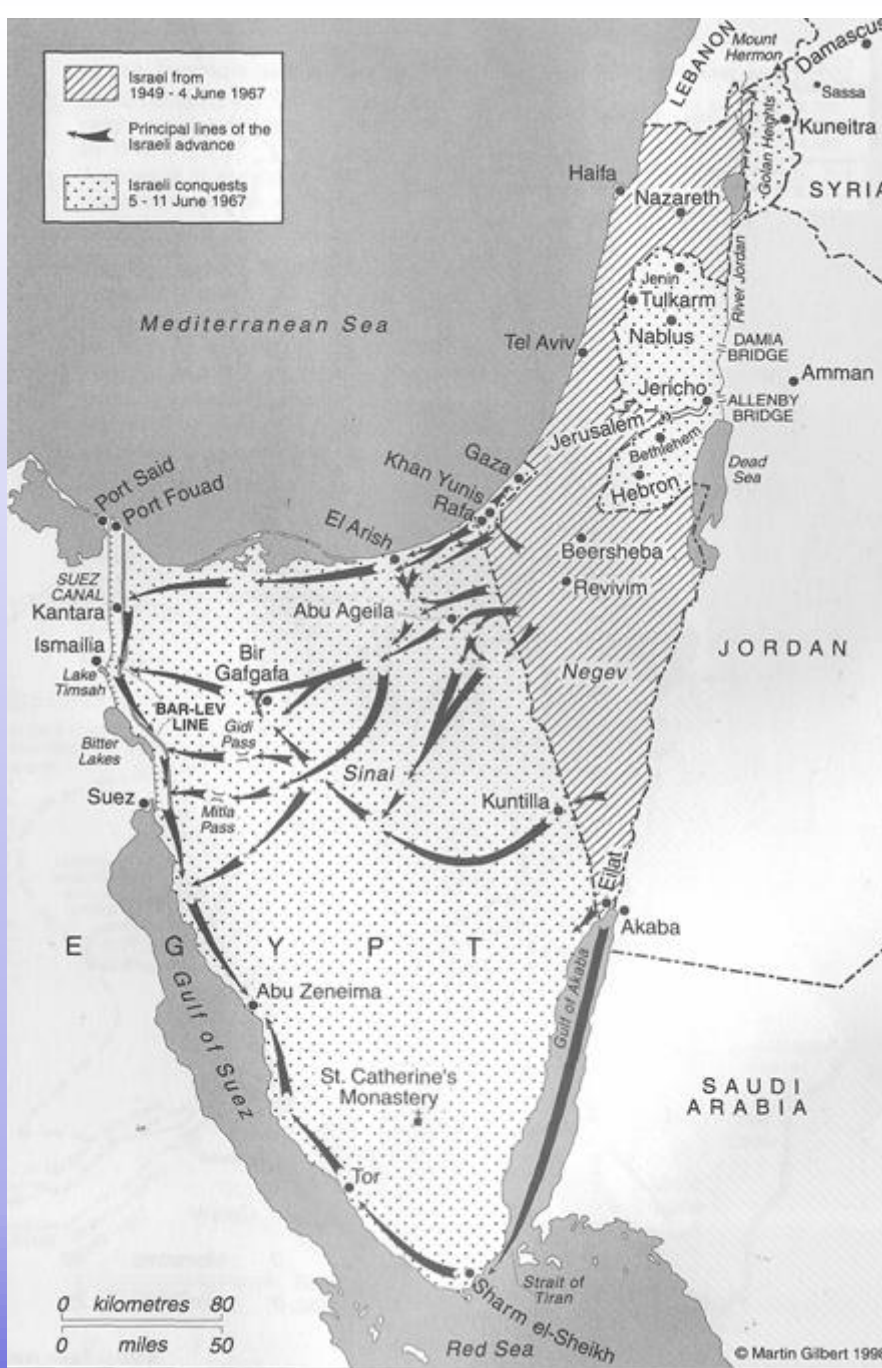 Israel from
1949 - 4 June 1967
Principal lines of the
Israeli advance
Israeli conquests
5 - 11 June 1967
LEBANON
Mount
Hermon
Damascus
Sassa
Kuneitra
Golan Heights
SYRIA
Haifa
Nazareth
Jenin
Tulkarm
Nablus
River Jordan
DAMIA
BRIDGE
Mediterranean Sea
Tel Aviv
Amman
Jericho
ALLENBY
BRIDGE
Jerusalem
Bethlehem
Hebron
Dead
Sea
Gaza
Khan Yunis
Rafa
El Arish
Port Said
Port Fouad
Beersheba
Revivim
SUEZ
CANAL
Kantara
Abu Ageila
Ismailia
Lake
Timsah
Bir
Gafgafa
Negev
JORDAN
BAR-LEV
LINE
Gidi
Pass
Bitter
Lakes
Sinai
Suez
Mitla
Pass
Kuntilla
Eilat
Akaba
EGYPT
Gulf of Suez
Gulf of Akaba
Abu Zeneima
St. Catherine's
Monastery
SAUDI
ARABIA
Tor
Strait of
Tiran
Sharm el-Sheikh
0 kilometres 80
0 miles 50
Red Sea
© Martin Gilbert 1998